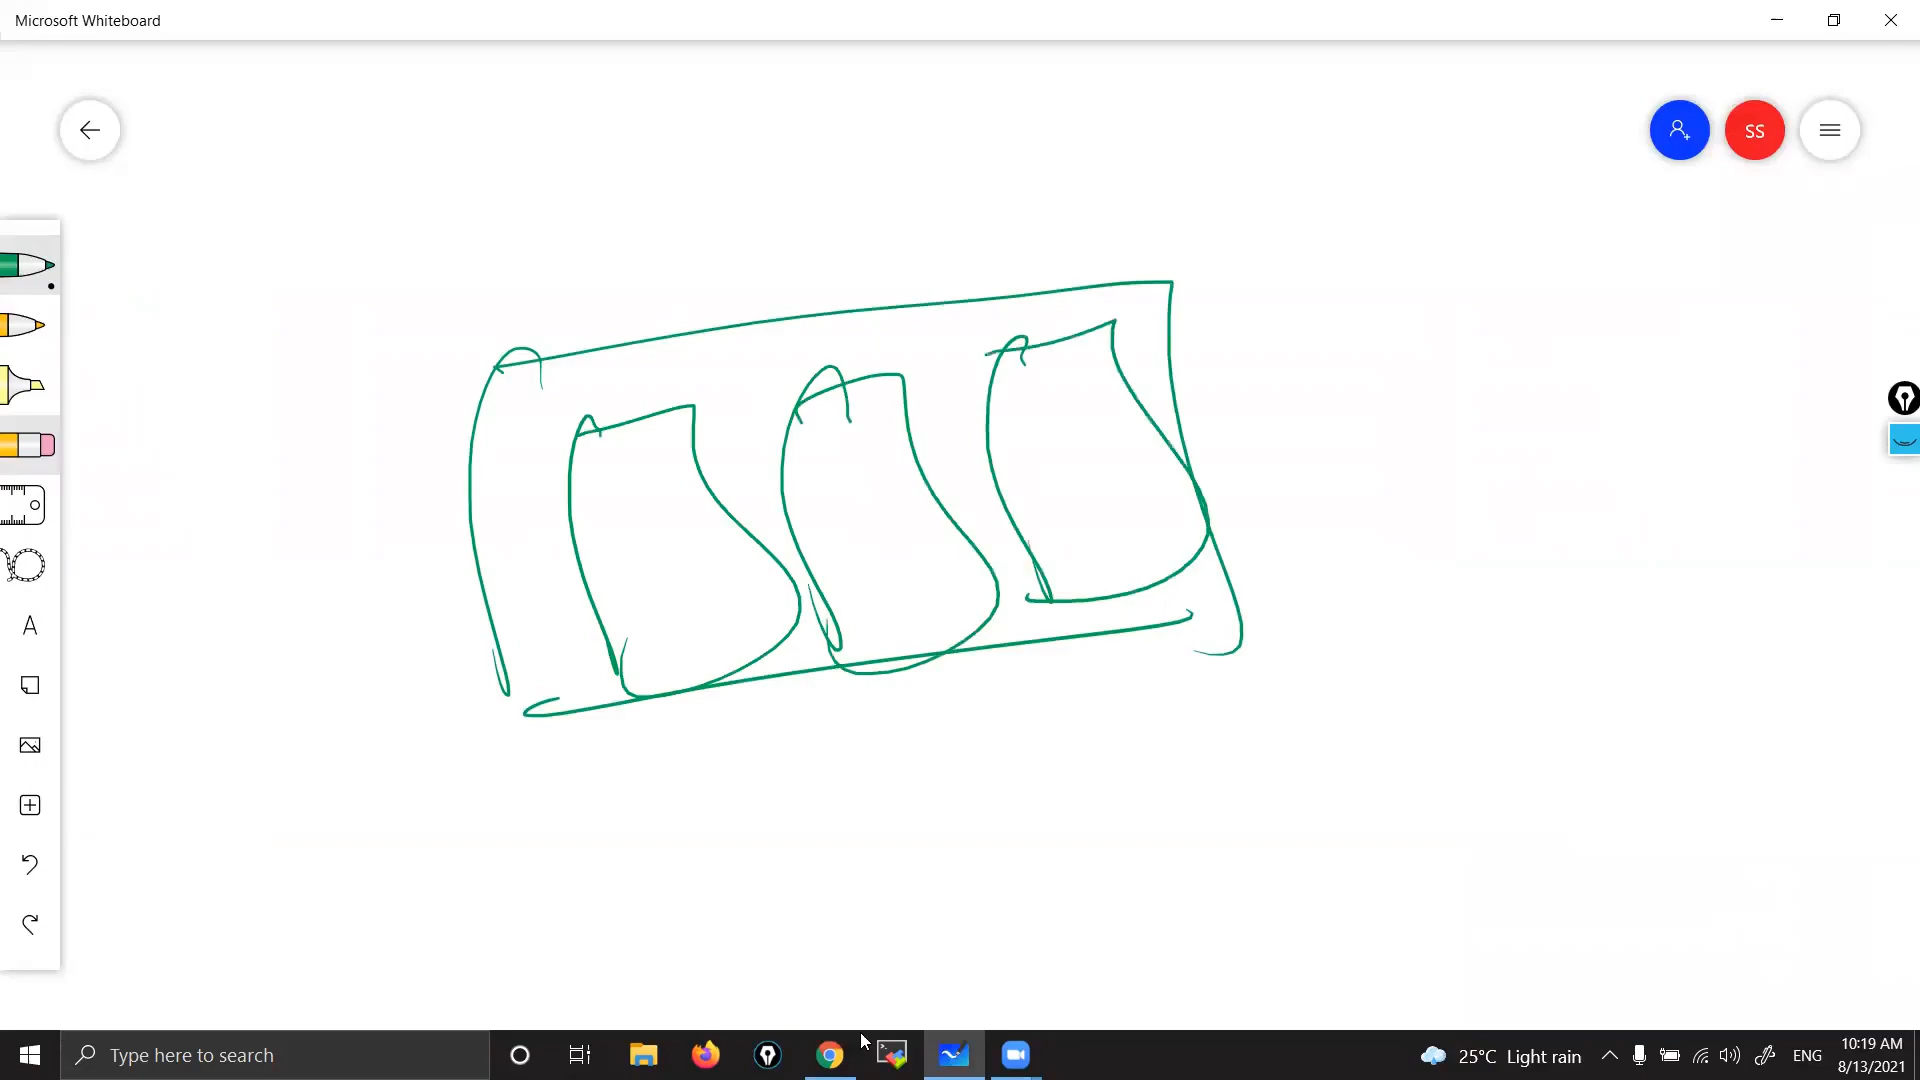 Microsoft Whiteboard
SS
A
Type here to search
25°C Light rain
ENG
10:19 AM
8/13/2021